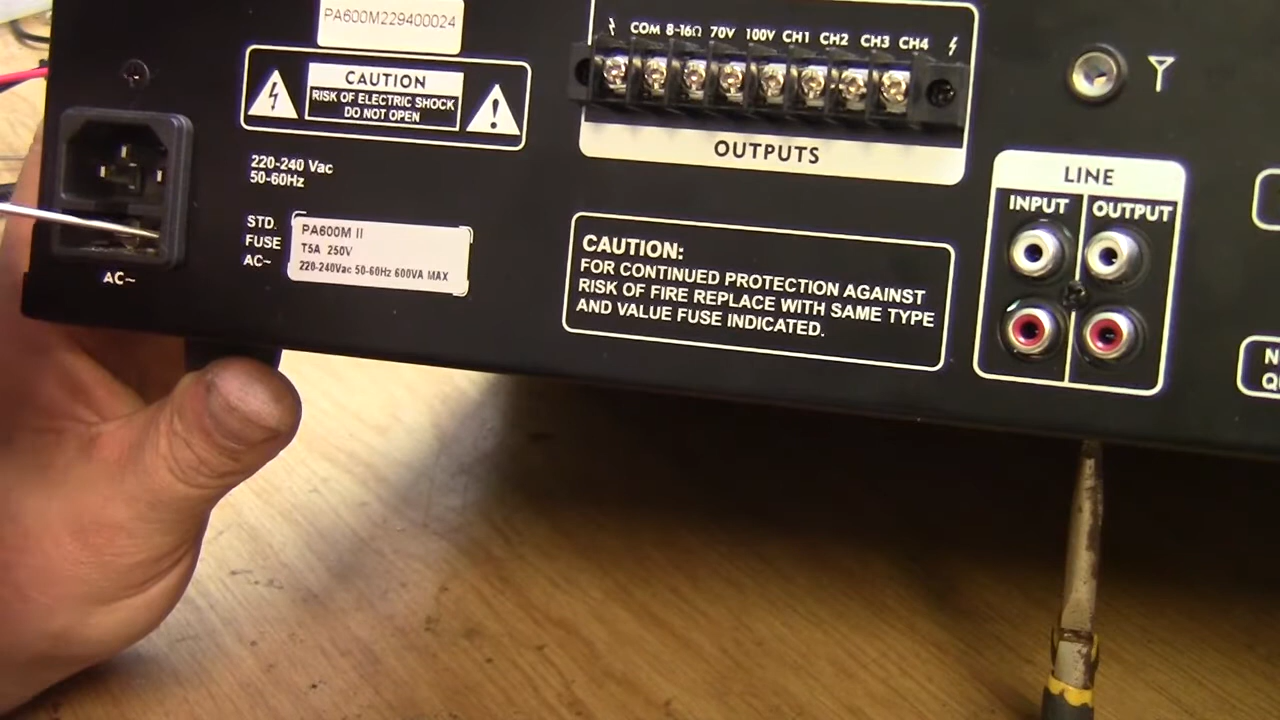 PA600M229400024
CAUTION
RISK OF ELECTRIC SHOCK
DO NOT OPEN
220-240 Vac
50-60Hz
STD.
FUSE
AC~
PA600M II
T5A 250V
220-240Vac 50-60Hz 600VA MAX
AC~
COM 8-16Ω 70V 100V CH1 CH2 CH3 CH4
OUTPUTS
CAUTION:
FOR CONTINUED PROTECTION AGAINST
RISK OF FIRE REPLACE WITH SAME TYPE
AND VALUE FUSE INDICATED.
LINE
INPUT OUTPUT